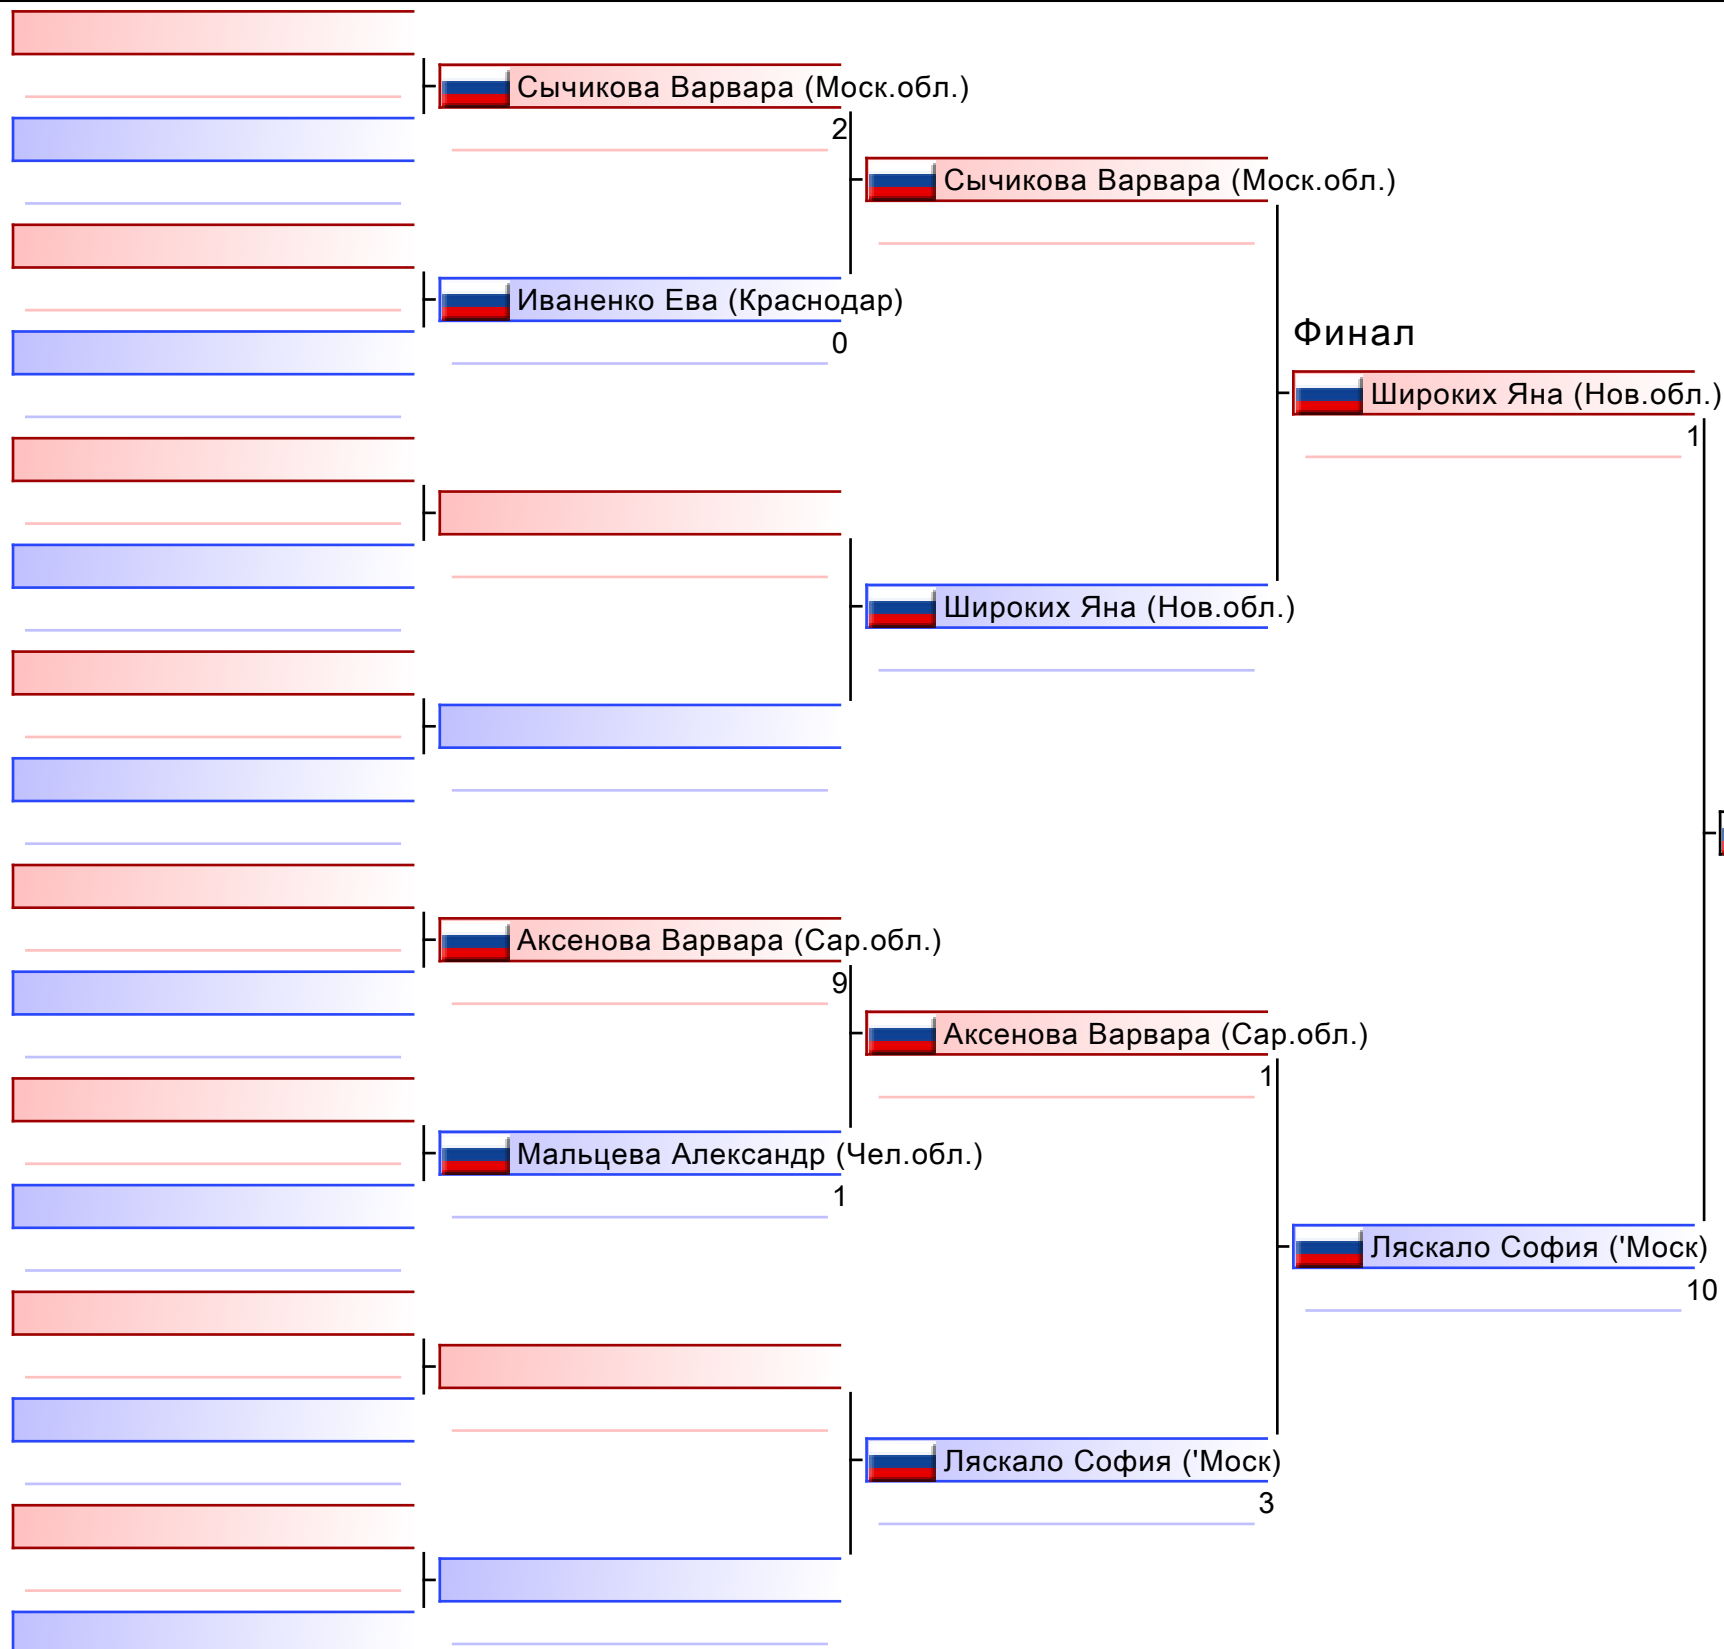 Сычикова Варвара (Моск.обл.)
2
Сычикова Варвара (Моск.обл.)
Иваненко Ева (Краснодар)
0
Финал
Широких Яна (Нов.обл.)
1
Широких Яна (Нов.обл.)
Аксенова Варвара (Сар.обл.)
9
Аксенова Варвара (Сар.обл.)
1
Мальцева Александр (Чел.обл.)
1
Ляскало София ('Моск)
10
Ляскало София ('Моск)
3